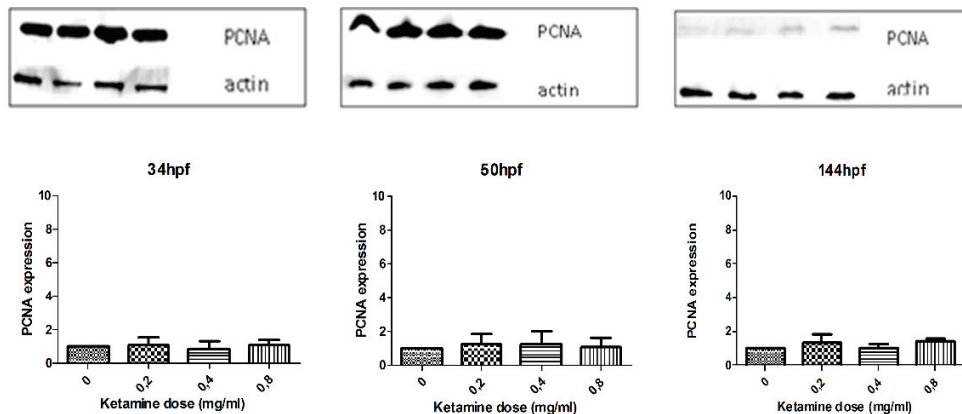 PCNA
actin
PCNA
actin
PCNA
actin
34hpf
10
8
6
4
2
0
PCNA expression
0
0,2
0,4
0,8
Ketamine dose (mg/ml)
50hpf
10
8
6
4
2
0
PCNA expression
0
0,2
0,4
0,8
Ketamine dose (mg/ml)
144hpf
10
8
6
4
2
0
PCNA expression
0
0,2
0,4
0,8
Ketamine dose (mg/ml)